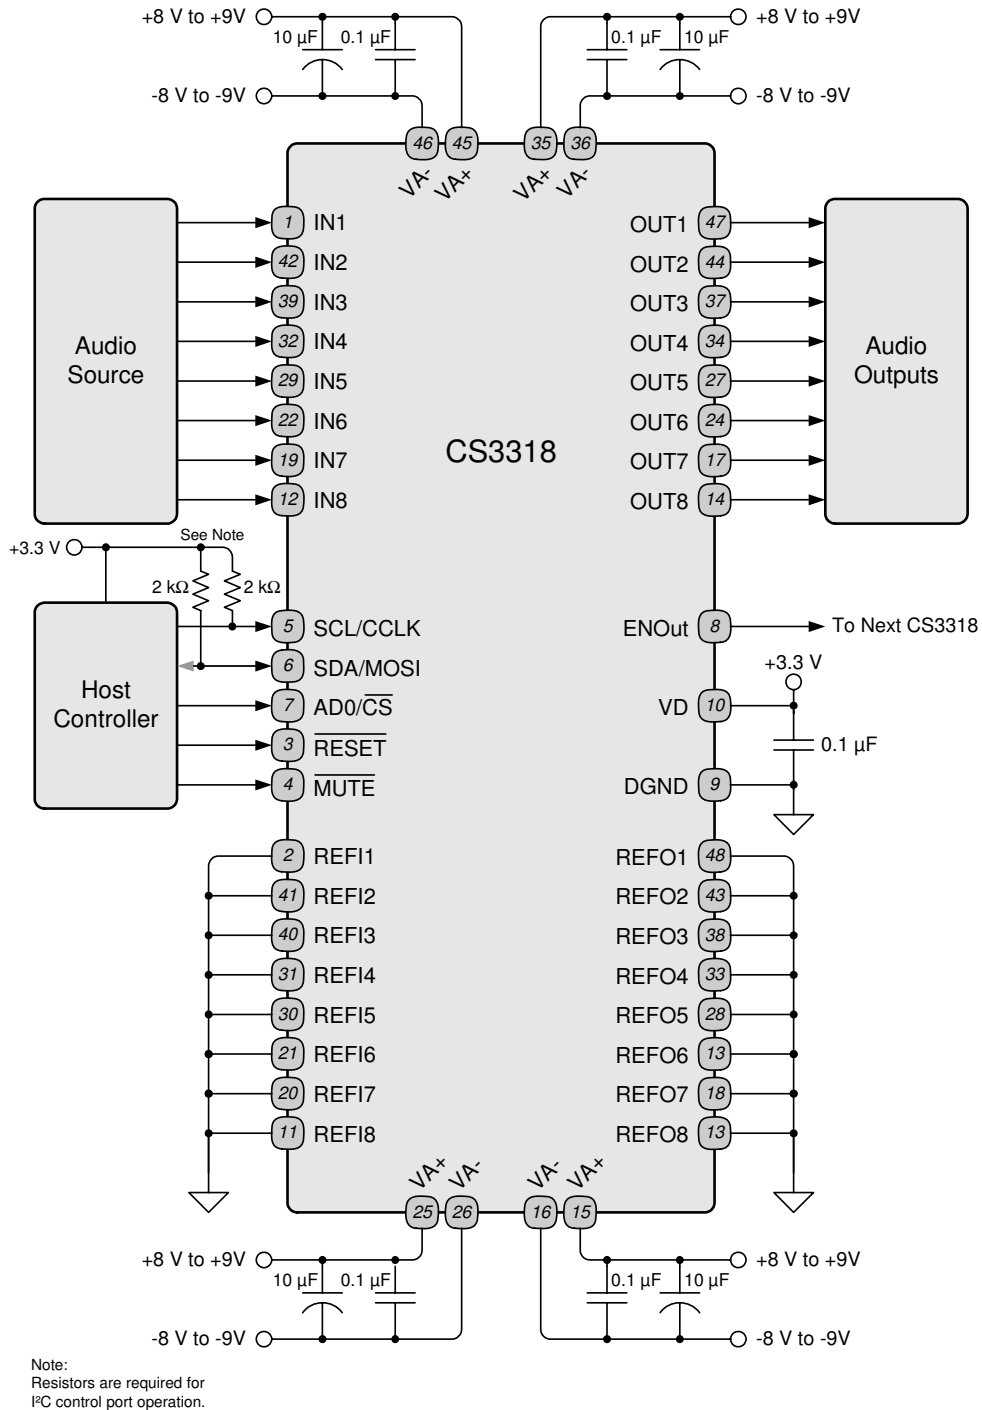 +8 V to +9V
10 µF
0.1 µF
-8 V to -9V
+8 V to +9V
0.1 µF
10 µF
-8 V to -9V
46
45
35
36
VA-
VA+
VA+
VA-
Audio
Source
1 IN1
42 IN2
39 IN3
32 IN4
29 IN5
22 IN6
19 IN7
12 IN8
CS3318
OUT1 47
OUT2 44
OUT3 37
OUT4 34
OUT5 27
OUT6 24
OUT7 17
OUT8 14
Audio
Outputs
See Note
+3.3 V
2 kΩ
2 kΩ
Host
Controller
5 SCL/CCLK
6 SDA/MOSI
7 AD0/C̅S̅
3 R̅E̅S̅E̅T̅
4 M̅U̅T̅E̅
ENOut 8
To Next CS3318
+3.3 V
VD 10
0.1 µF
DGND 9
2 REFI1
41 REFI2
40 REFI3
31 REFI4
30 REFI5
21 REFI6
20 REFI7
11 REFI8
REFO1 48
REFO2 43
REFO3 38
REFO4 33
REFO5 28
REFO6 13
REFO7 18
REFO8 13
VA+
VA-
VA-
VA+
25
26
16
15
+8 V to +9V
10 µF
0.1 µF
-8 V to -9V
+8 V to +9V
0.1 µF
10 µF
-8 V to -9V
Note:
Resistors are required for
I²C control port operation.